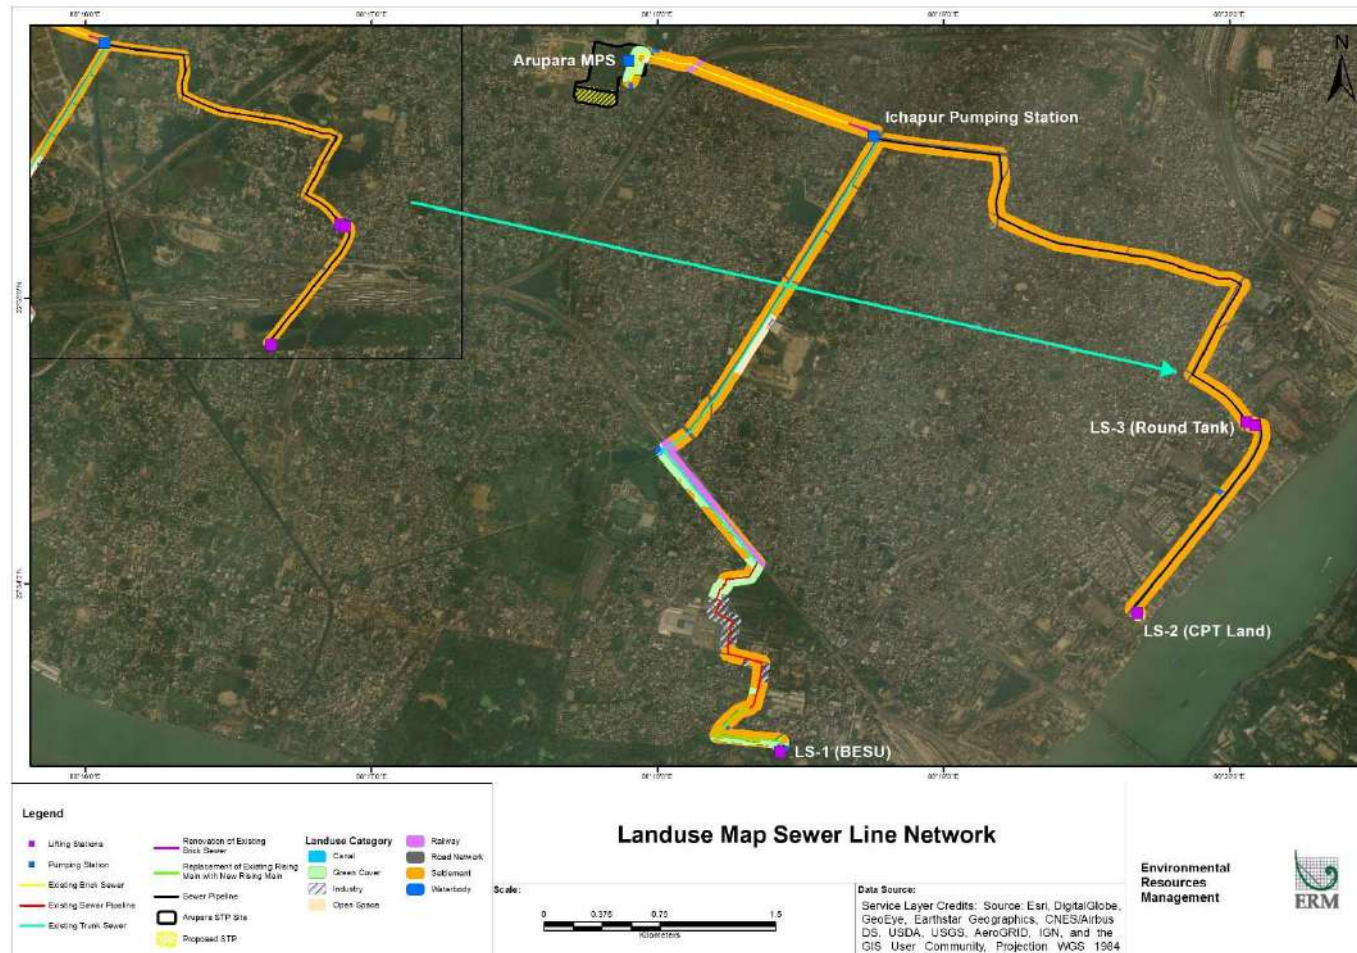 N
Arupara MPS
Ichapur Pumping Station
LS-3 (Round Tank)
LS-2 (CPT Land)
LS-1 (BESU)
Legend
Lifting Stations
Pumping Station
Existing Brick Sewer
Existing Sewer Pipeline
Existing Trunk Sewer
Renovation of Existing
Brick Sewer
Replacement of Existing Rising
Main with New Rising Main
Sewer Pipeline
Arupara STP Site
Proposed STP
Landuse Category
Canal
Green Cover
Industry
Open Space
Railway
Road Network
Settlement
Waterbody
Landuse Map Sewer Line Network
Scale:
0 0.375 0.75 1.5
Kilometers
Data Source:
Service Layer Credits: Source: Esri, DigitalGlobe,
GeoEye, Earthstar Geographics, CNES/Airbus
DS, USDA, USGS, AeroGRID, IGN, and the
GIS User Community, Projection WGS 1984
Environmental
Resources
Management
ERM